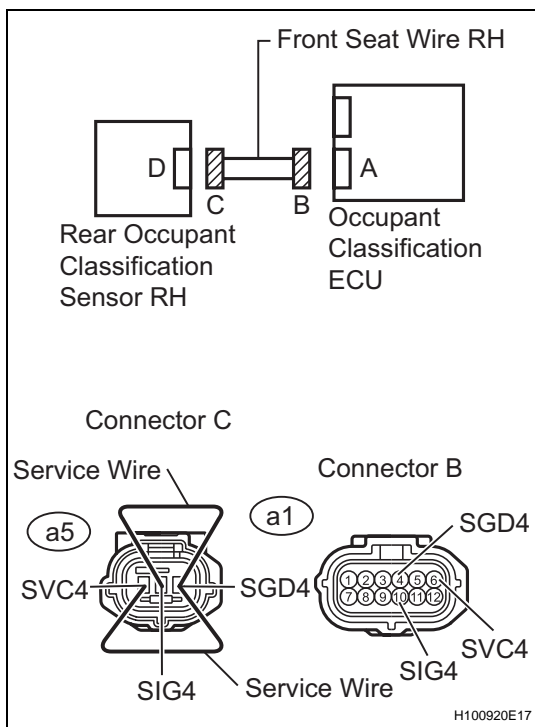 Front Seat Wire RH
D
C
B
A
Rear Occupant
Classification
Sensor RH
Occupant
Classification
ECU
Connector C
Service Wire
Connector B
a5
a1
SGD4
SVC4
SGD4
1 2 3 4 5 6
7 8 9 10 11 12
SVC4
SIG4
SIG4
Service Wire
H100920E17